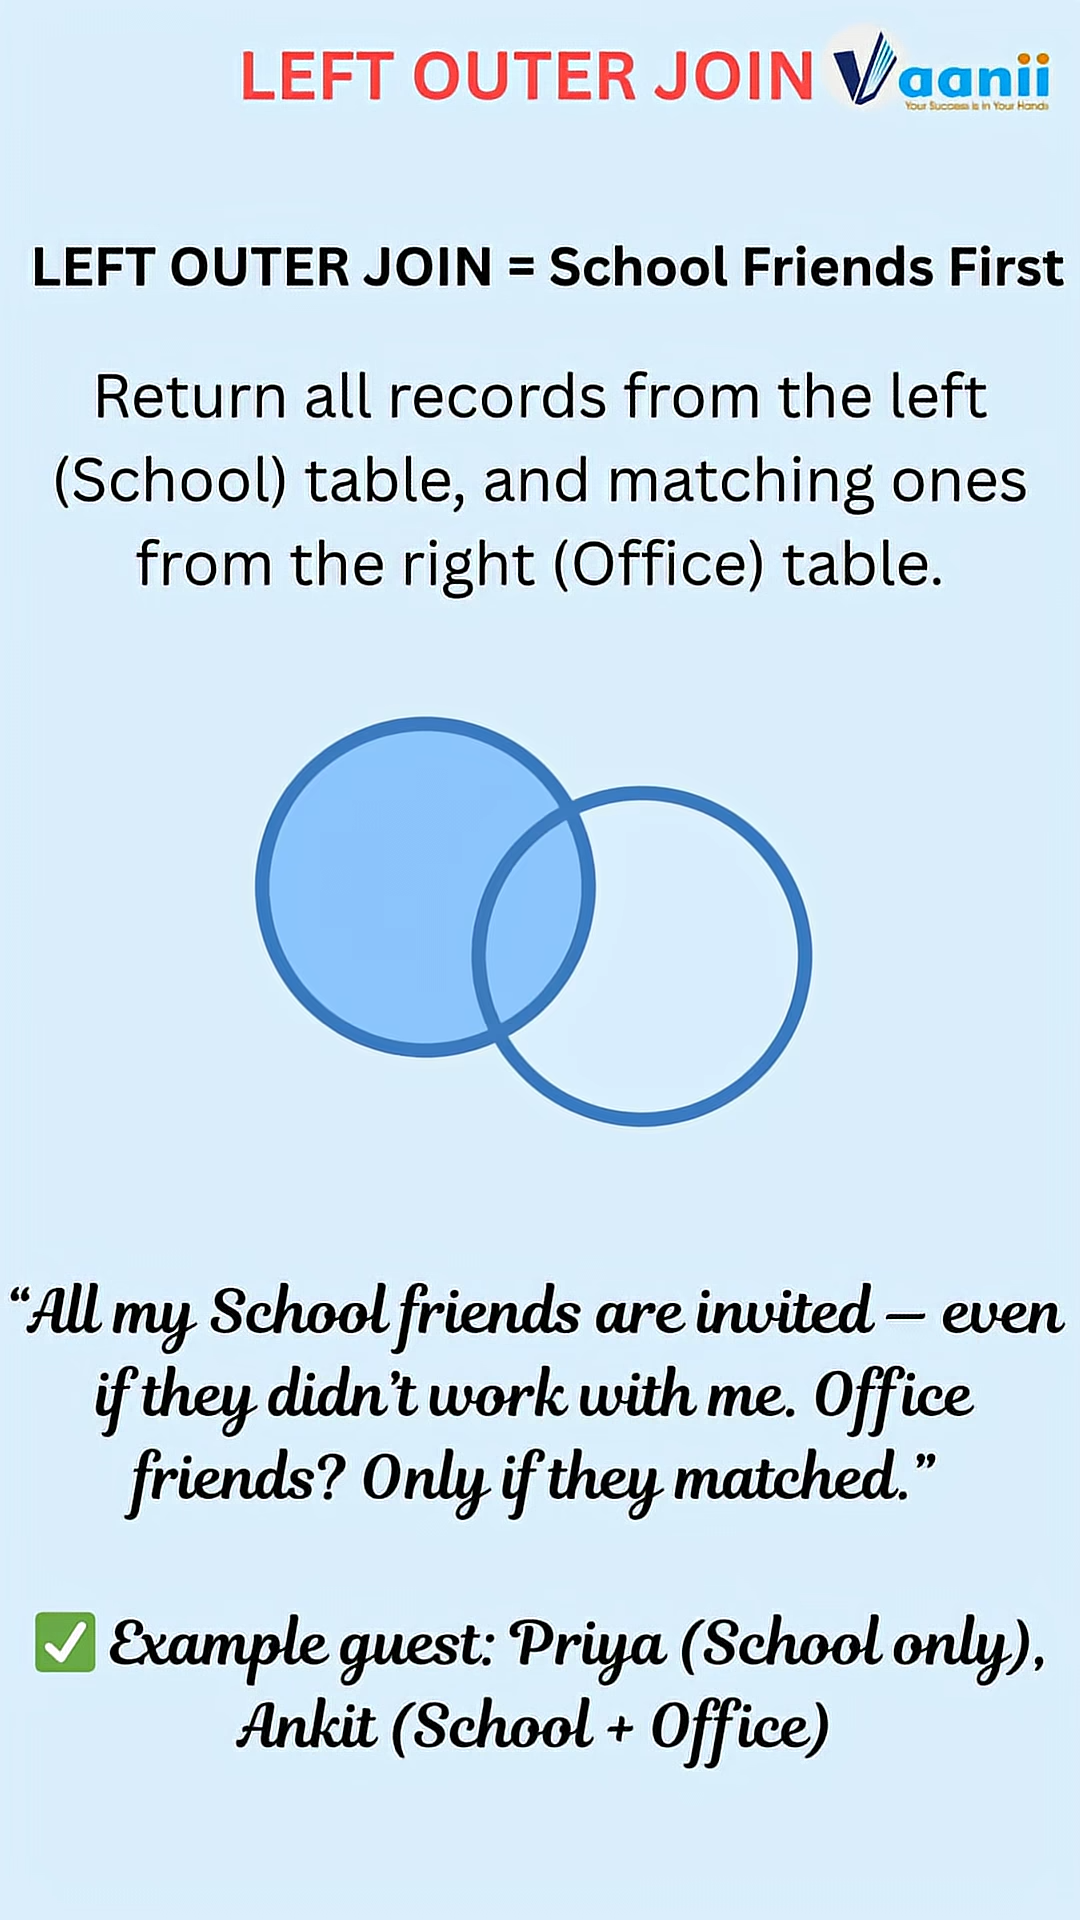 LEFT OUTER JOIN
Vaanii
Your Success is in Your Hands
LEFT OUTER JOIN = School Friends First
Return all records from the left
(School) table, and matching ones
from the right (Office) table.
“All my School friends are invited – even
if they didn’t work with me. Office
friends? Only if they matched.”
✅ Example guest: Priya (School only),
Ankit (School + Office)